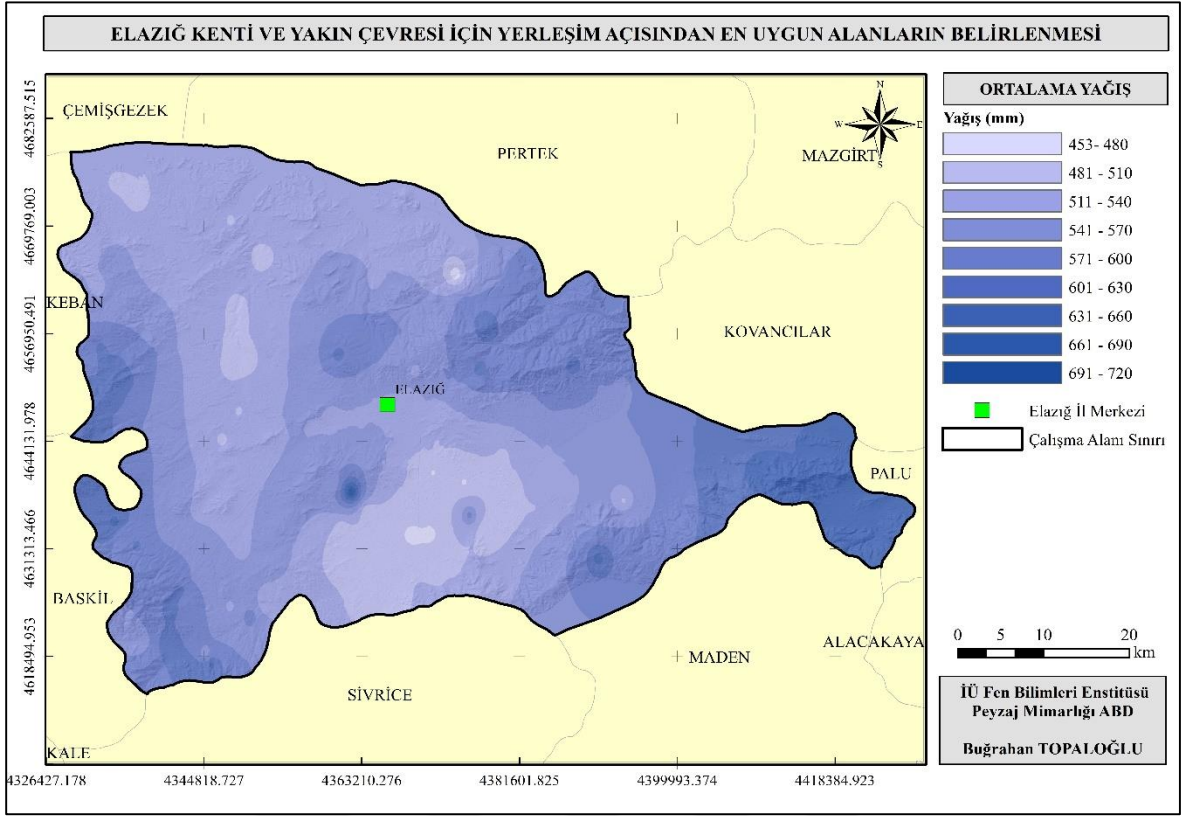 ELAZIĞ KENTİ VE YAKIN ÇEVRESİ İÇİN YERLEŞİM AÇISINDAN EN UYGUN ALANLARIN BELİRLENMESİ
ÇEMİŞGEZEK
PERTEK
MAZGİRT
KEBAN
KOVANCILAR
ELAZIĞ
PALU
BASKİL
ALACAKAYA
MADEN
SİVRİCE
KALE
N
W
E
S
4682587.515
4669769.003
4656950.491
4644131.978
4631313.466
4618494.953
4326427.178
4344818.727
4363210.276
4381601.825
4399993.374
4418384.923
ORTALAMA YAĞIŞ
Yağış (mm)
453- 480
481 - 510
511 - 540
541 - 570
571 - 600
601 - 630
631 - 660
661 - 690
691 - 720
Elazığ İl Merkezi
Çalışma Alanı Sınırı
0 5 10 20
km
İÜ Fen Bilimleri Enstitüsü
Peyzaj Mimarlığı ABD
Buğrahan TOPALOĞLU